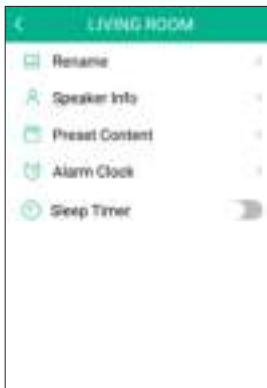 LIVING ROOM
Rename
Speaker Info
Preset Content
Alarm Clock
Sleep Timer